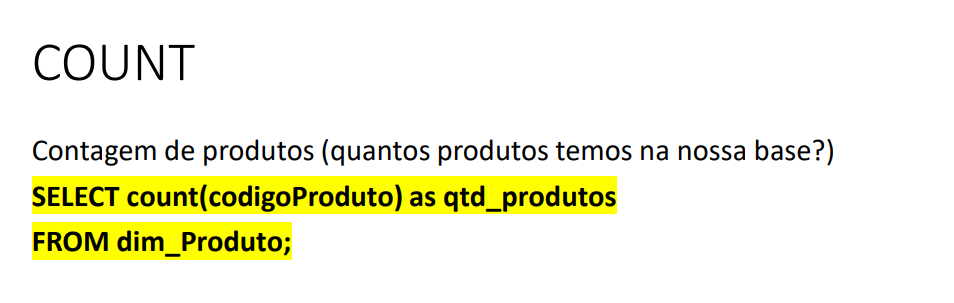 COUNT
Contagem de produtos (quantos produtos temos na nossa base?)
SELECT count(codigoProduto) as qtd_produtos
FROM dim_Produto;